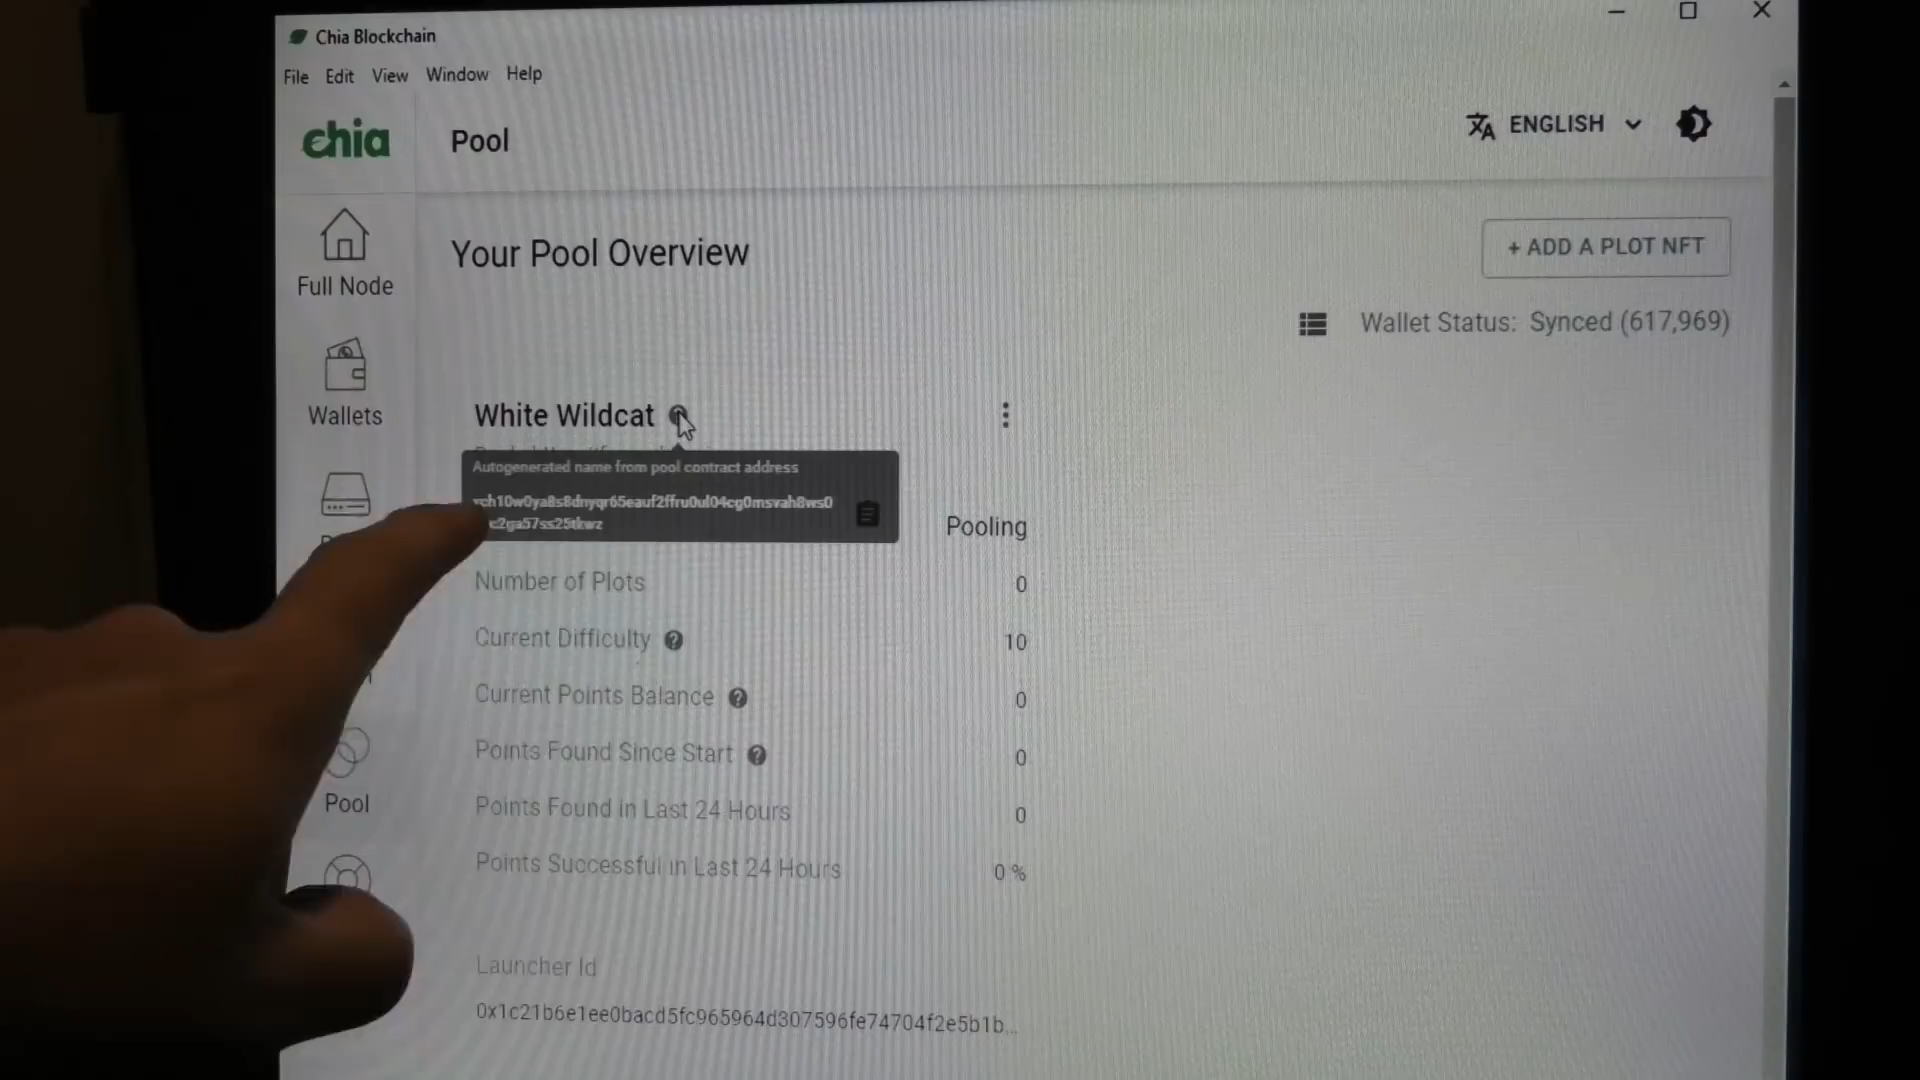 Chia Blockchain
File Edit View Window Help
chia
Pool
ENGLISH
Full Node
Wallets
Pool
Your Pool Overview
+ ADD A PLOT NFT
Wallet Status: Synced (617,969)
White Wildcat
Autogenerated name from pool contract address
Pooling
Number of Plots 0
Current Difficulty ? 10
Current Points Balance ? 0
Points Found Since Start ? 0
Points Found in Last 24 Hours 0
Points Successful in Last 24 Hours 0 %
Launcher Id
0x1c21b6e1ee0bacd5fc965964d307596fe74704f2e5b1b...